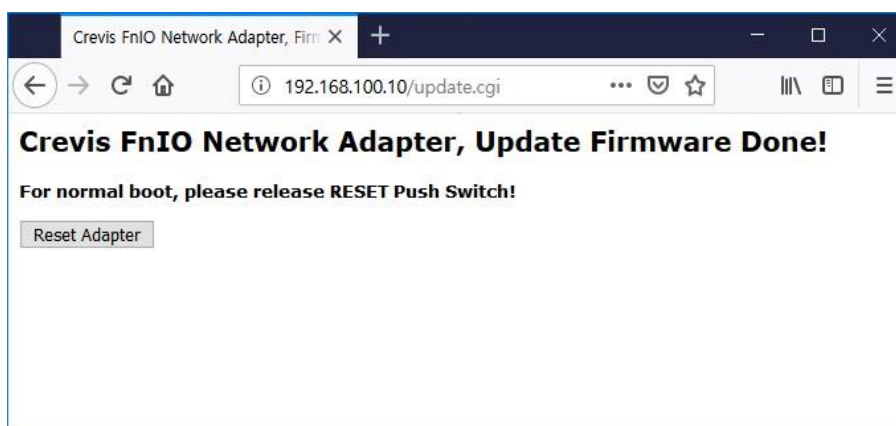 Crevis FnIO Network Adapter, Firm
192.168.100.10/update.cgi
Crevis FnIO Network Adapter, Update Firmware Done!
For normal boot, please release RESET Push Switch!
Reset Adapter